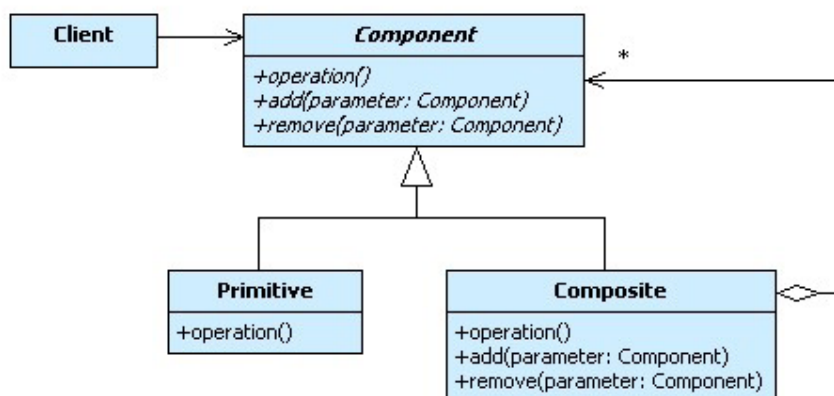 Client
Component
*
+operation()
+add(parameter: Component)
+remove(parameter: Component)
Primitive
+operation()
Composite
+operation()
+add(parameter: Component)
+remove(parameter: Component)